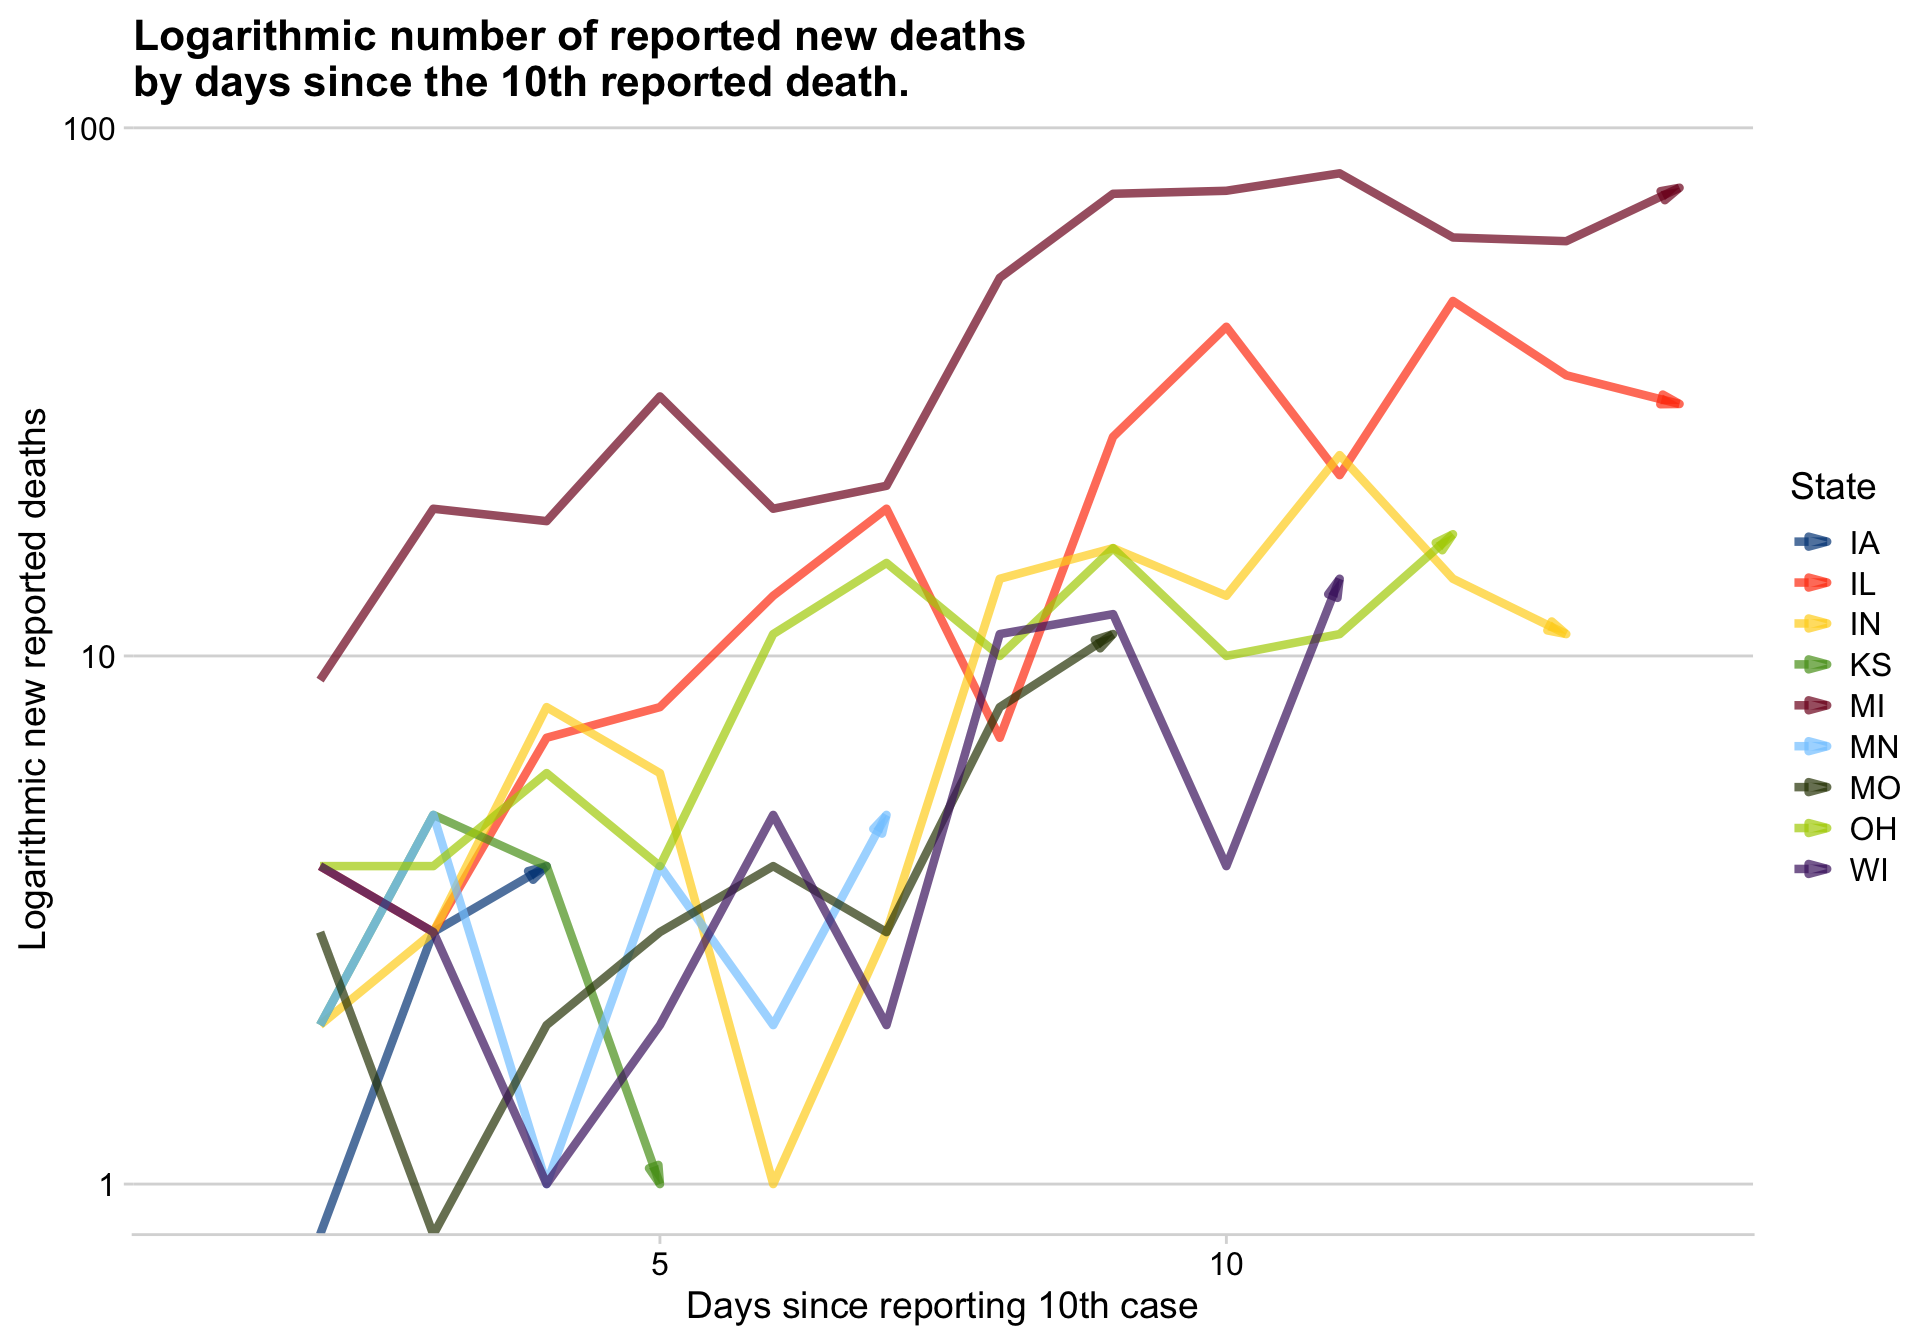 Logarithmic number of reported new deaths
by days since the 10th reported death.
100
10
1
Logarithmic new reported deaths
5
10
Days since reporting 10th case
State
IA
IL
IN
KS
MI
MN
MO
OH
WI